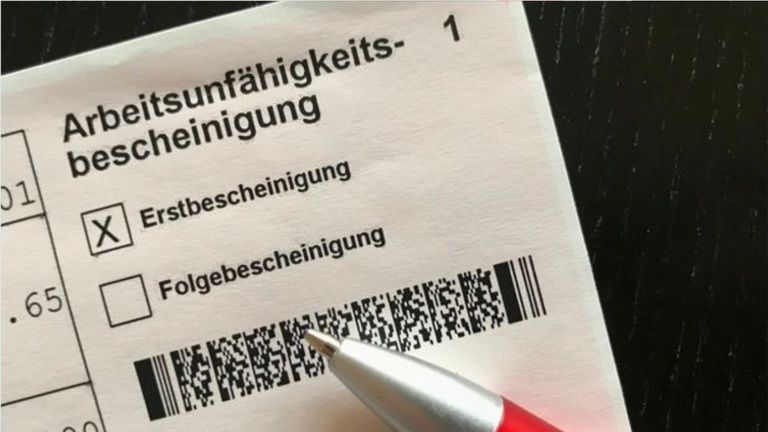 Arbeitsunfähigkeits- 1
bescheinigung
01
X Erstbescheinigung
Folgebescheinigung
.65